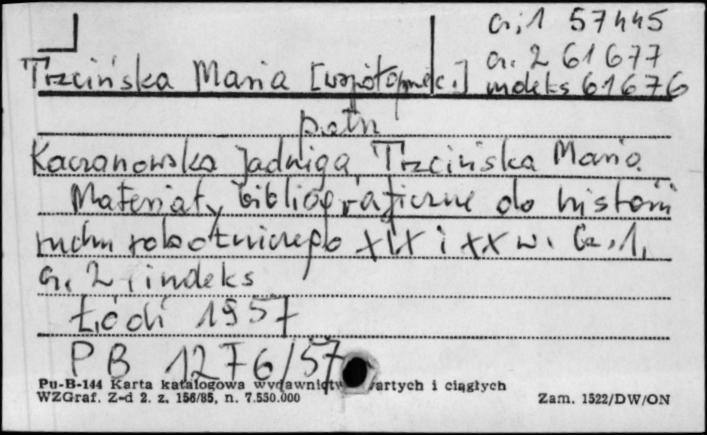 cz. 1 57445
cz. 2 61677
Trzcińska Maria [współoprac.] indeks 61676
patrz
Kaczanowska Jadwiga, Trzcińska Maria
Materiały bibliograficzne do historii
ruchu robotniczego XIX i XX w. Cz. 1,
cz. 2, indeks
Łódź 1957
PB 1276/57
Pu-B-144 Karta katalogowa wydawnictw zwartych i ciągłych
WZGraf. Z-d 2. z. 156/85, n. 7.550.000 Zam. 1522/DW/ON